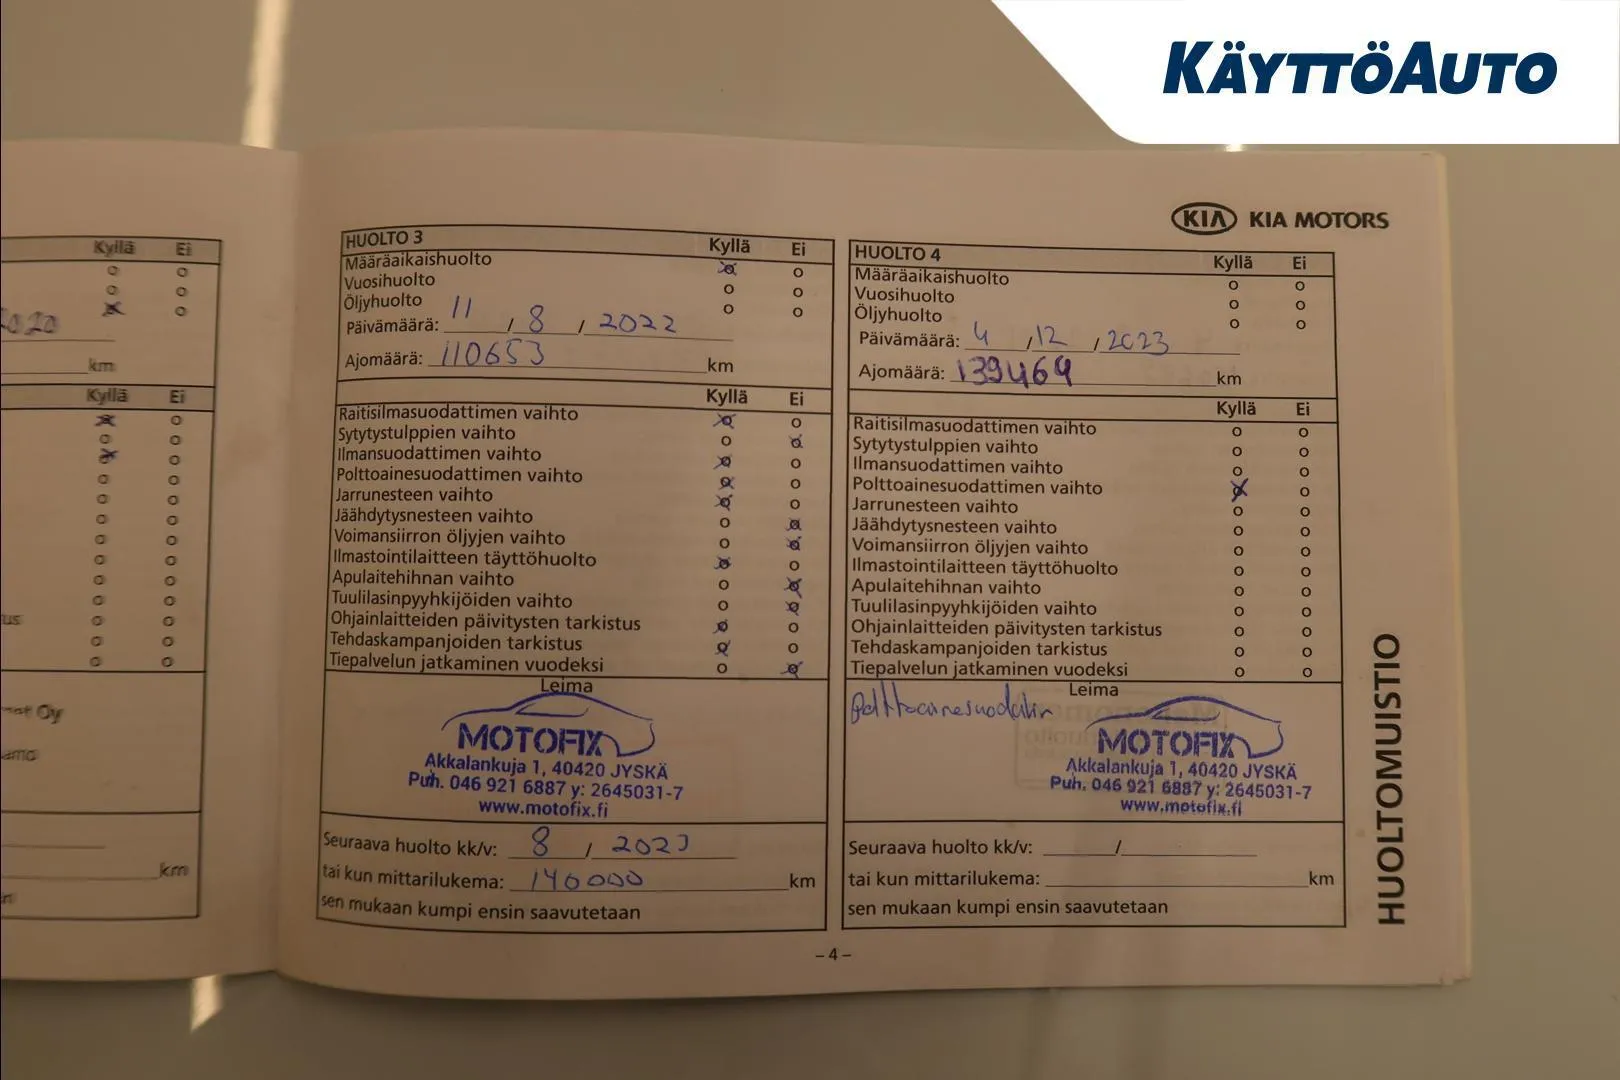 KÄYTTÖAUTO
KIA KIA MOTORS
Kyllä Ei
2020
km
Kyllä Ei
Oy
km
HUOLTO 3 Kyllä Ei
Määräaikaishuolto
Vuosihuolto
Öljyhuolto
Päivämäärä: 11 / 8 / 2022
Ajomäärä: 110653 km
Kyllä Ei
Raitisilmasuodattimen vaihto
Sytytystulppien vaihto
Ilmansuodattimen vaihto
Polttoainesuodattimen vaihto
Jarrunesteen vaihto
Jäähdytysnesteen vaihto
Voimansiirron öljyjen vaihto
Ilmastointilaitteen täyttöhuolto
Apulaitehihnan vaihto
Tuulilasinpyyhkijöiden vaihto
Ohjainlaitteiden päivitysten tarkistus
Tehdaskampanjoiden tarkistus
Tiepalvelun jatkaminen vuodeksi
Leima
MOTOFIX
Akkalankuja 1, 40420 JYSKÄ
Puh. 046 921 6887 y: 2645031-7
www.motofix.fi
Seuraava huolto kk/v: 8 / 2023
tai kun mittarilukema: 140000 km
sen mukaan kumpi ensin saavutetaan
HUOLTO 4 Kyllä Ei
Määräaikaishuolto
Vuosihuolto
Öljyhuolto
Päivämäärä: 4 / 12 / 2023
Ajomäärä: 139469 km
Kyllä Ei
Raitisilmasuodattimen vaihto
Sytytystulppien vaihto
Ilmansuodattimen vaihto
Polttoainesuodattimen vaihto
Jarrunesteen vaihto
Jäähdytysnesteen vaihto
Voimansiirron öljyjen vaihto
Ilmastointilaitteen täyttöhuolto
Apulaitehihnan vaihto
Tuulilasinpyyhkijöiden vaihto
Ohjainlaitteiden päivitysten tarkistus
Tehdaskampanjoiden tarkistus
Tiepalvelun jatkaminen vuodeksi
Leima
MOTOFIX
Akkalankuja 1, 40420 JYSKÄ
Puh. 046 921 6887 y: 2645031-7
www.motofix.fi
Seuraava huolto kk/v: /
tai kun mittarilukema: km
sen mukaan kumpi ensin saavutetaan
HUOLTOMUISTIO
– 4 –